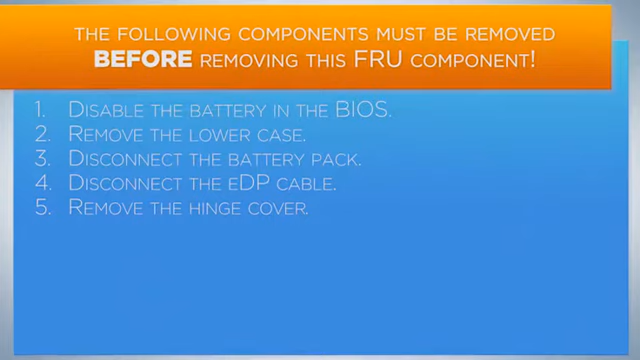 THE FOLLOWING COMPONENTS MUST BE REMOVED
BEFORE REMOVING THIS FRU COMPONENT!
1. DISABLE THE BATTERY IN THE BIOS.
2. REMOVE THE LOWER CASE.
3. DISCONNECT THE BATTERY PACK.
4. DISCONNECT THE eDP CABLE.
5. REMOVE THE HINGE COVER.